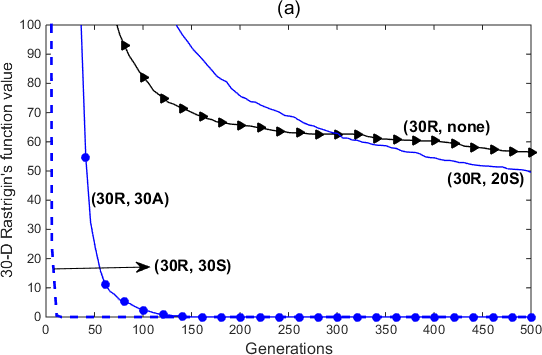 (a)
30-D Rastrigin's function value
100
90
80
70
60
50
40
30
20
10
0
(30R, none)
(30R, 20S)
(30R, 30A)
(30R, 30S)
0 50 100 150 200 250 300 350 400 450 500
Generations